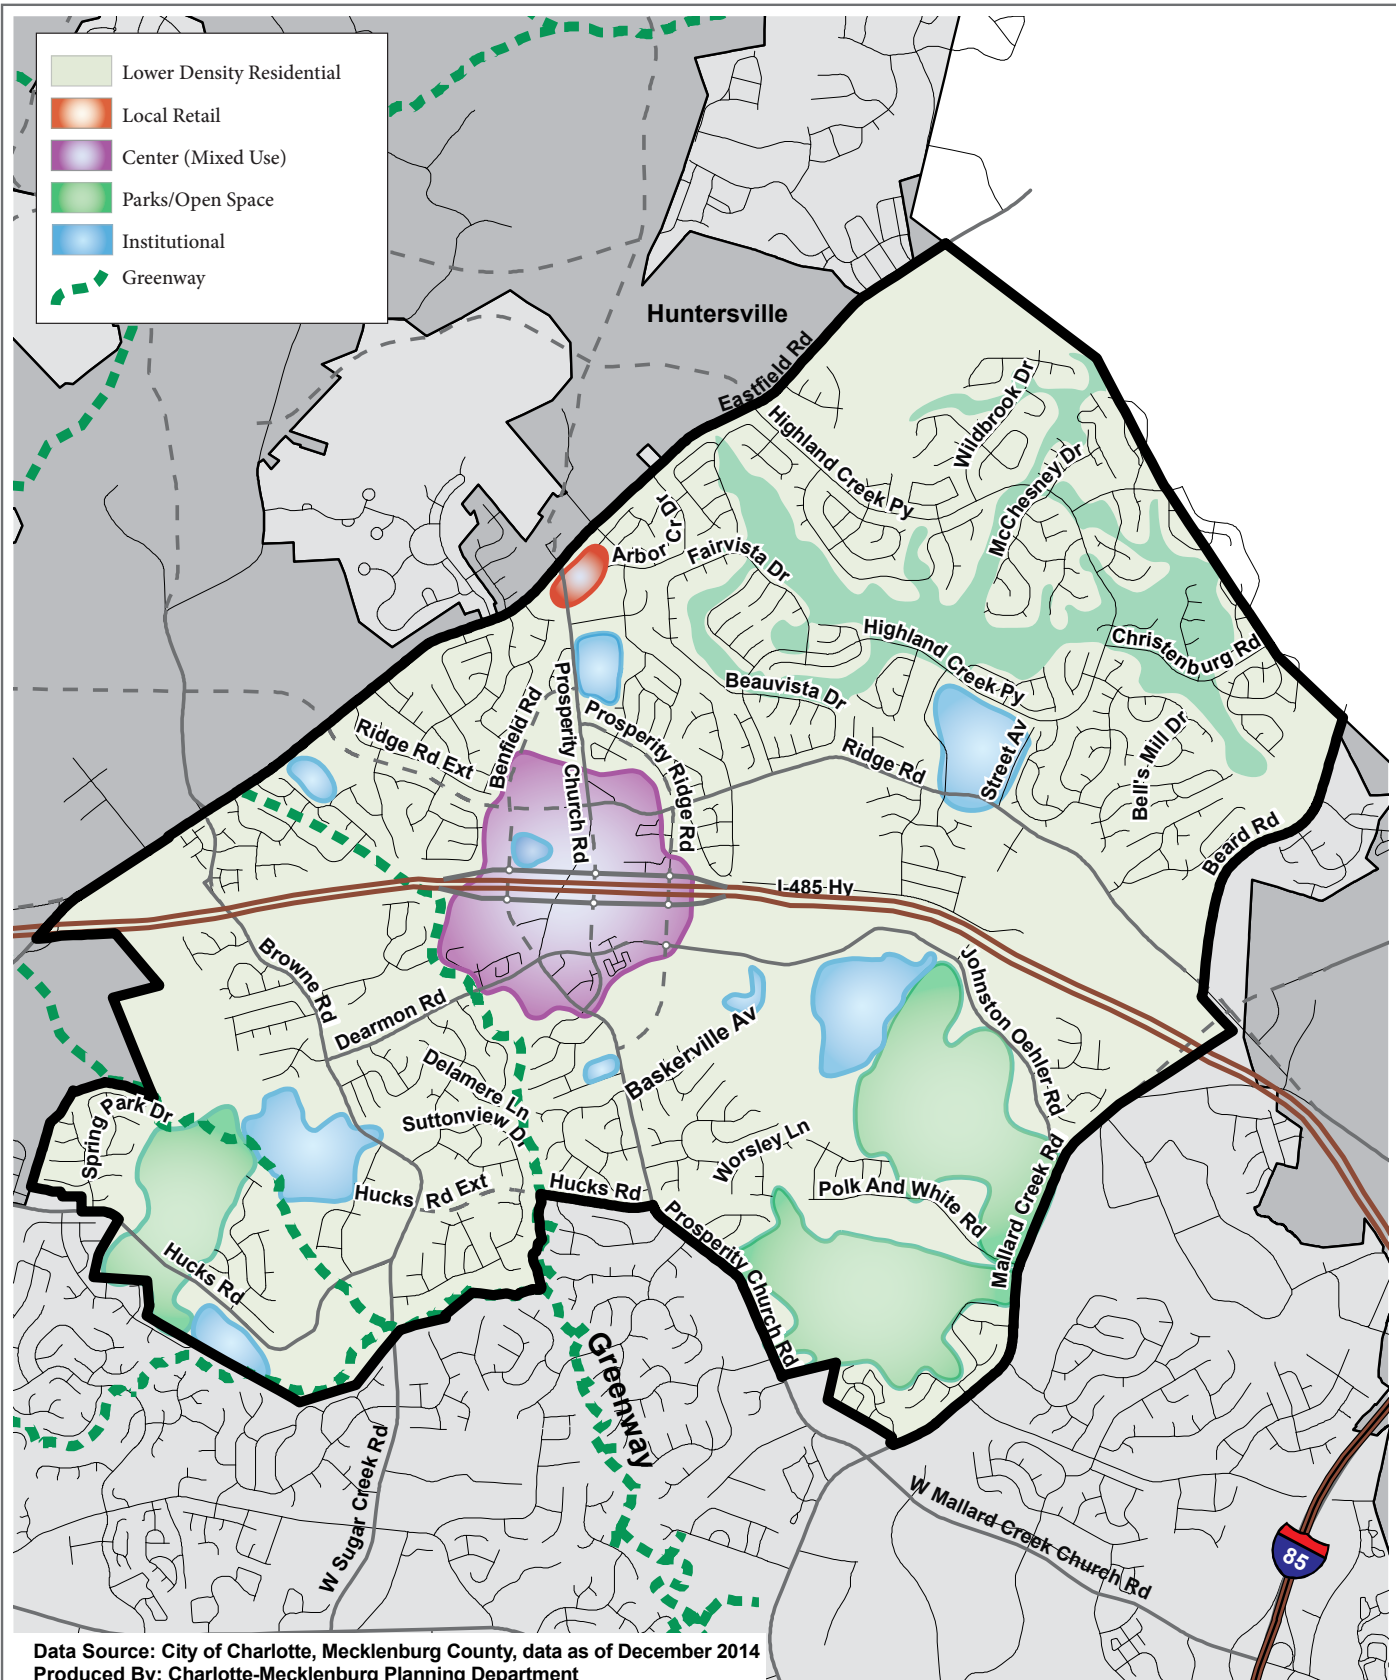 Lower Density Residential
Local Retail
Center (Mixed Use)
Parks/Open Space
Institutional
Greenway
Huntersville
Eastfield Rd
Wildbrook Dr
Highland Creek Py
McChesney Dr
Arbor Cr Dr
Fairvista Dr
Highland Creek Py
Christenburg Rd
Beauvista Dr
Prosperity Church Rd
Benfield Rd
Prosperity Ridge Rd
Ridge Rd Ext
Ridge Rd
Street Av
Bell's Mill Dr
Beard Rd
I-485 Hy
Browne Rd
Dearmon Rd
Johnston Oehler Rd
Baskerville Av
Delamere Ln
Suttonview Dr
Spring Park Dr
Worsley Ln
Hucks Rd Ext
Hucks Rd
Polk And White Rd
Mallard Creek Rd
Hucks Rd
Prosperity Church Rd
Greenway
W Sugar Creek Rd
W Mallard Creek Church Rd
85
Data Source: City of Charlotte, Mecklenburg County, data as of December 2014
Produced By: Charlotte-Mecklenburg Planning Department